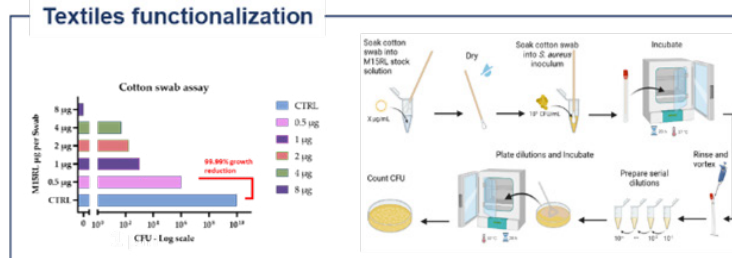 Textiles functionalization
Cotton swab assay
M15RL µg per Swab
8 µg
4 µg
2 µg
1 µg
0.5 µg
CTRL
0
10²
10⁴
10⁶
10⁸
10¹⁰
CFU - Log scale
99.99% growth
reduction
CTRL
0.5 µg
1 µg
2 µg
4 µg
8 µg
Soak cotton
swab into
M15RL stock
solution
X µg/mL
Dry
Soak cotton swab
into S. aureus
inoculum
CFU/mL
Incubate
Rinse and
vortex
Prepare serial
dilutions
Plate dilutions and Incubate
Count CFU